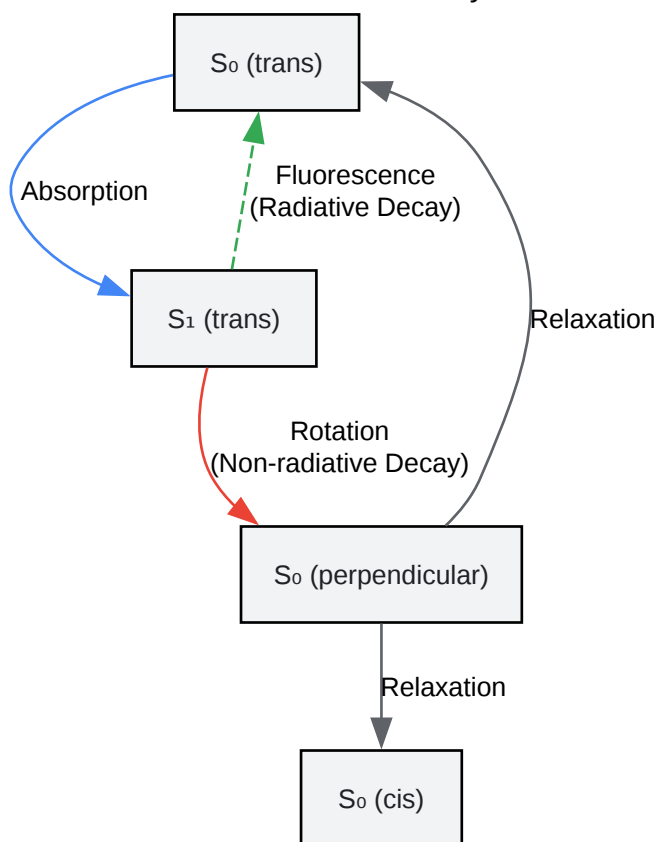 S₀ (trans)
Absorption
Fluorescence
(Radiative Decay)
S₁ (trans)
Relaxation
Rotation
(Non-radiative Decay)
S₀ (perpendicular)
Relaxation
S₀ (cis)